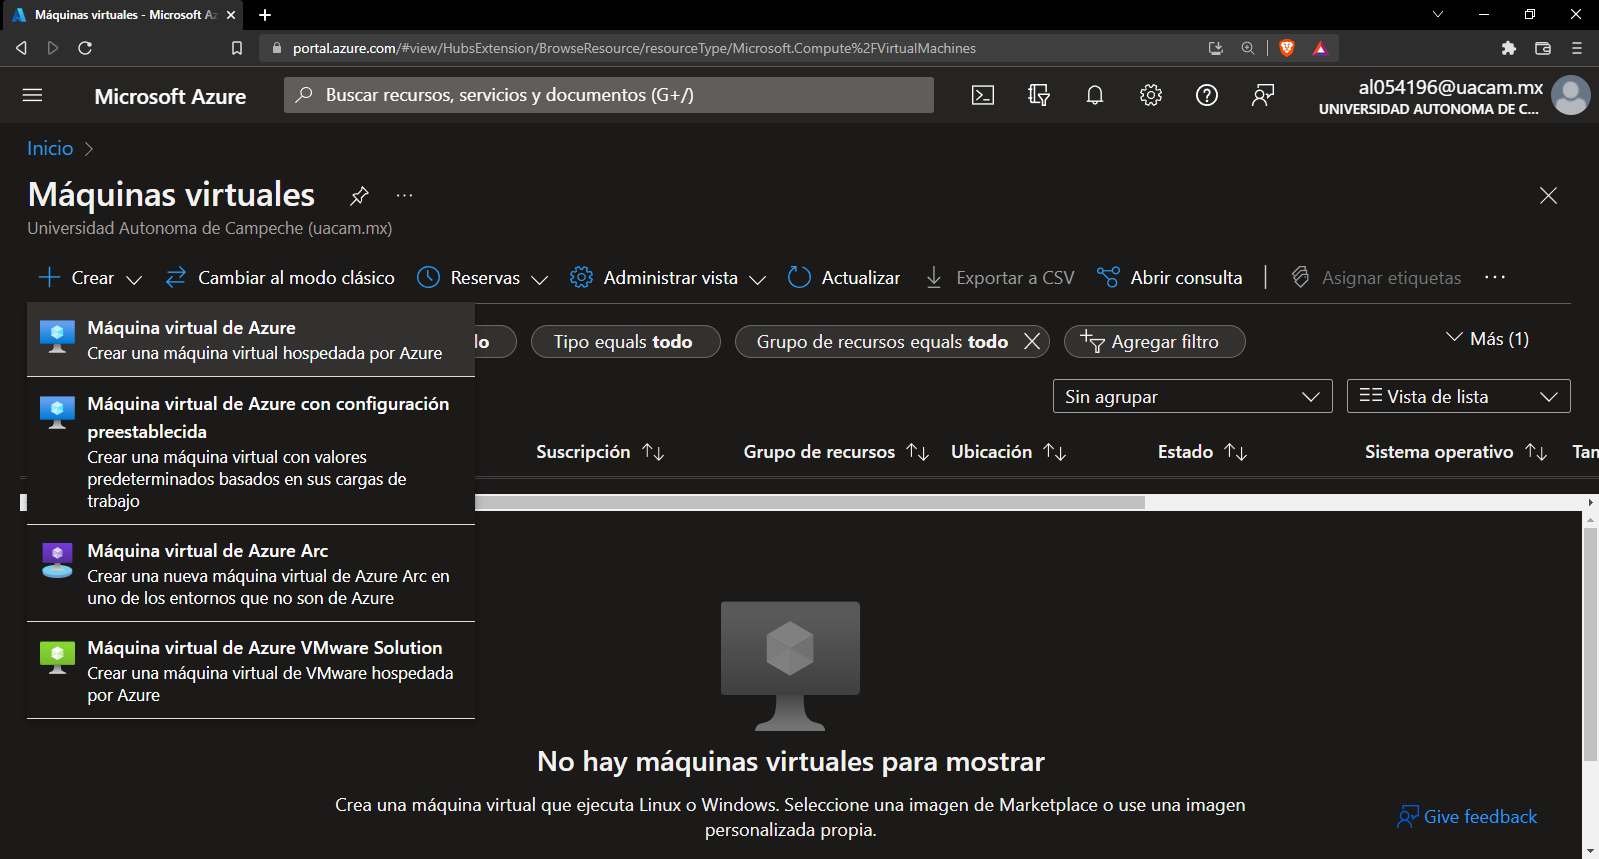 Máquinas virtuales - Microsoft Az
portal.azure.com/#view/HubsExtension/BrowseResource/resourceType/Microsoft.Compute%2FVirtualMachines
Microsoft Azure
Buscar recursos, servicios y documentos (G+/)
al054196@uacam.mx
UNIVERSIDAD AUTONOMA DE C...
Inicio
Máquinas virtuales
Universidad Autonoma de Campeche (uacam.mx)
Crear
Cambiar al modo clásico
Reservas
Administrar vista
Actualizar
Exportar a CSV
Abrir consulta
Asignar etiquetas
Máquina virtual de Azure
Crear una máquina virtual hospedada por Azure
Máquina virtual de Azure con configuración
preestablecida
Crear una máquina virtual con valores
predeterminados basados en sus cargas de
trabajo
Máquina virtual de Azure Arc
Crear una nueva máquina virtual de Azure Arc en
uno de los entornos que no son de Azure
Máquina virtual de Azure VMware Solution
Crear una máquina virtual de VMware hospedada
por Azure
lo
Tipo equals todo
Grupo de recursos equals todo
Agregar filtro
Más (1)
Sin agrupar
Vista de lista
Suscripción
Grupo de recursos
Ubicación
Estado
Sistema operativo
Tam
No hay máquinas virtuales para mostrar
Crea una máquina virtual que ejecuta Linux o Windows. Seleccione una imagen de Marketplace o use una imagen
personalizada propia.
Give feedback